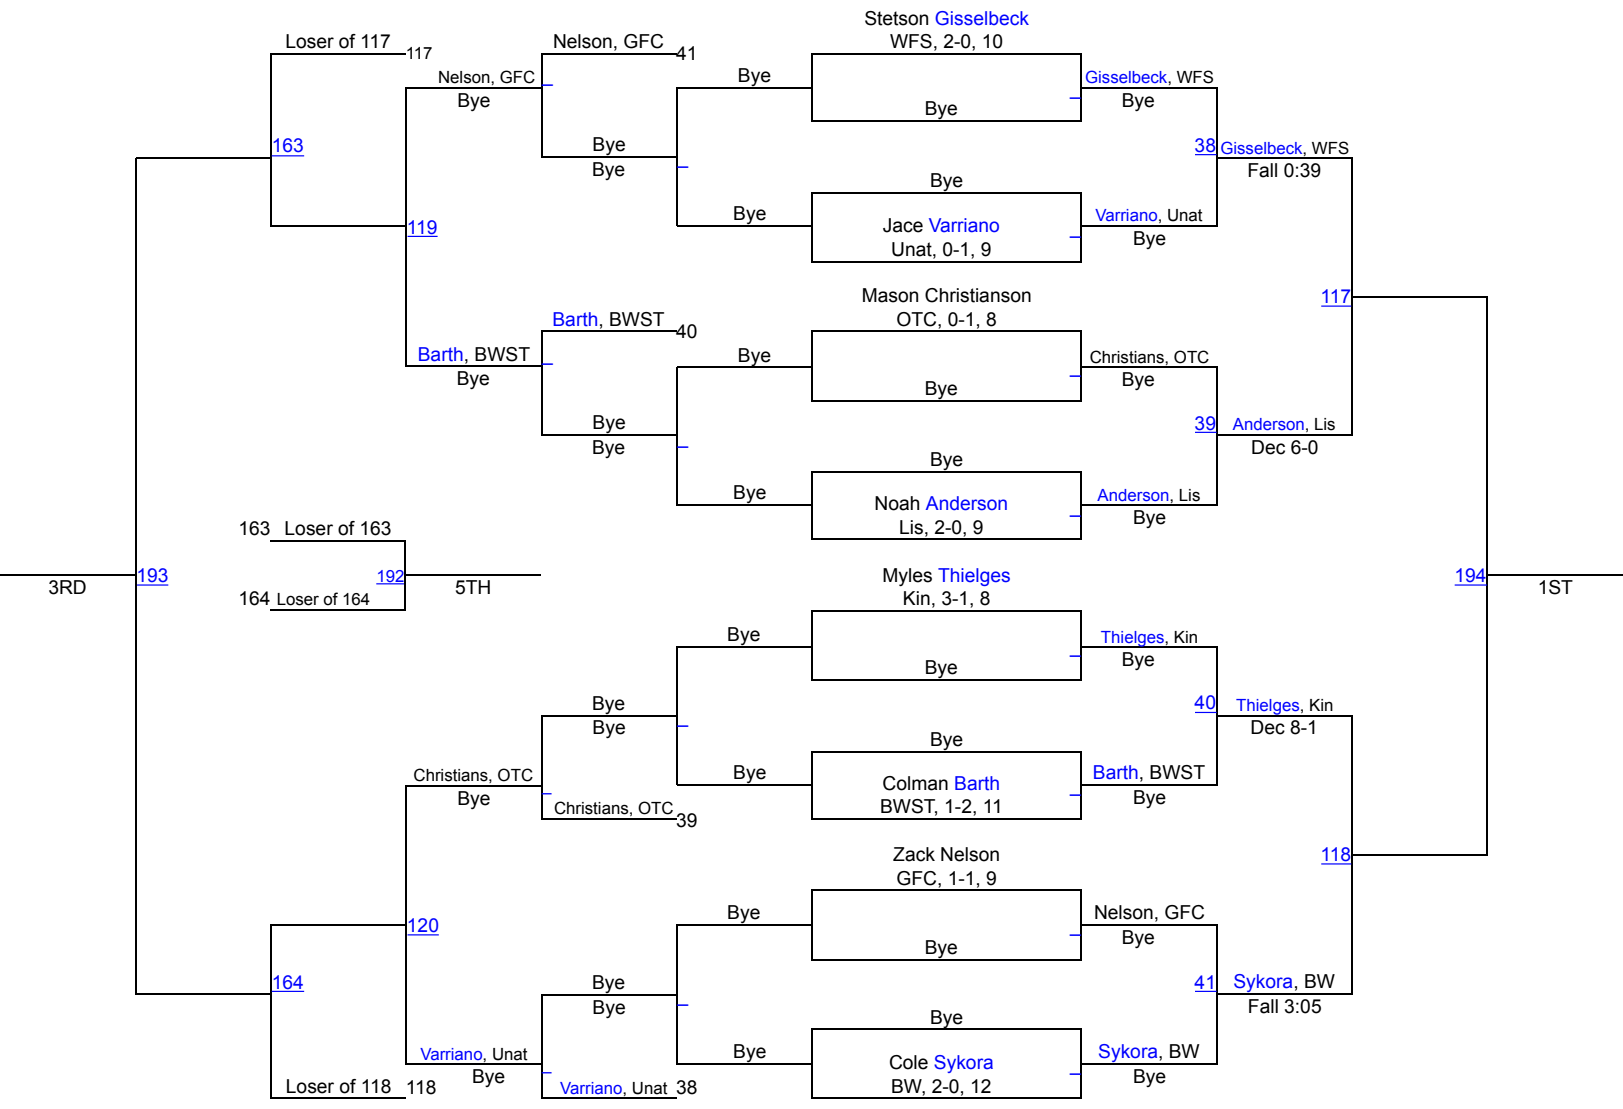 Stetson Gisselbeck
Loser of 117
117
Nelson, GFC
41
WFS, 2-0, 10
Nelson, GFC
Bye
Bye
Bye
Gisselbeck, WFS
Bye
163
Bye
Bye
38
Gisselbeck, WFS
Fall 0:39
Bye
119
Bye
Jace Varriano
Unat, 0-1, 9
Varriano, Unat
Bye
Mason Christianson
OTC, 0-1, 8
117
Barth, BWST
40
Barth, BWST
Bye
Bye
Bye
Christians, OTC
Bye
Bye
Bye
39
Anderson, Lis
Dec 6-0
Bye
Bye
Noah Anderson
Lis, 2-0, 9
Anderson, Lis
Bye
163 Loser of 163
3RD
193
192
164 Loser of 164
5TH
Myles Thielges
Kin, 3-1, 8
194
1ST
Bye
Bye
Thielges, Kin
Bye
Bye
Bye
40
Thielges, Kin
Dec 8-1
Bye
Christians, OTC
Bye
Christians, OTC
39
Bye
Colman Barth
BWST, 1-2, 11
Barth, BWST
Bye
Zack Nelson
GFC, 1-1, 9
118
120
Bye
Bye
Nelson, GFC
Bye
164
Bye
Bye
41
Sykora, BW
Fall 3:05
Bye
Varriano, Unat
Bye
Bye
Cole Sykora
BW, 2-0, 12
Sykora, BW
Bye
Loser of 118
118
Varriano, Unat
38